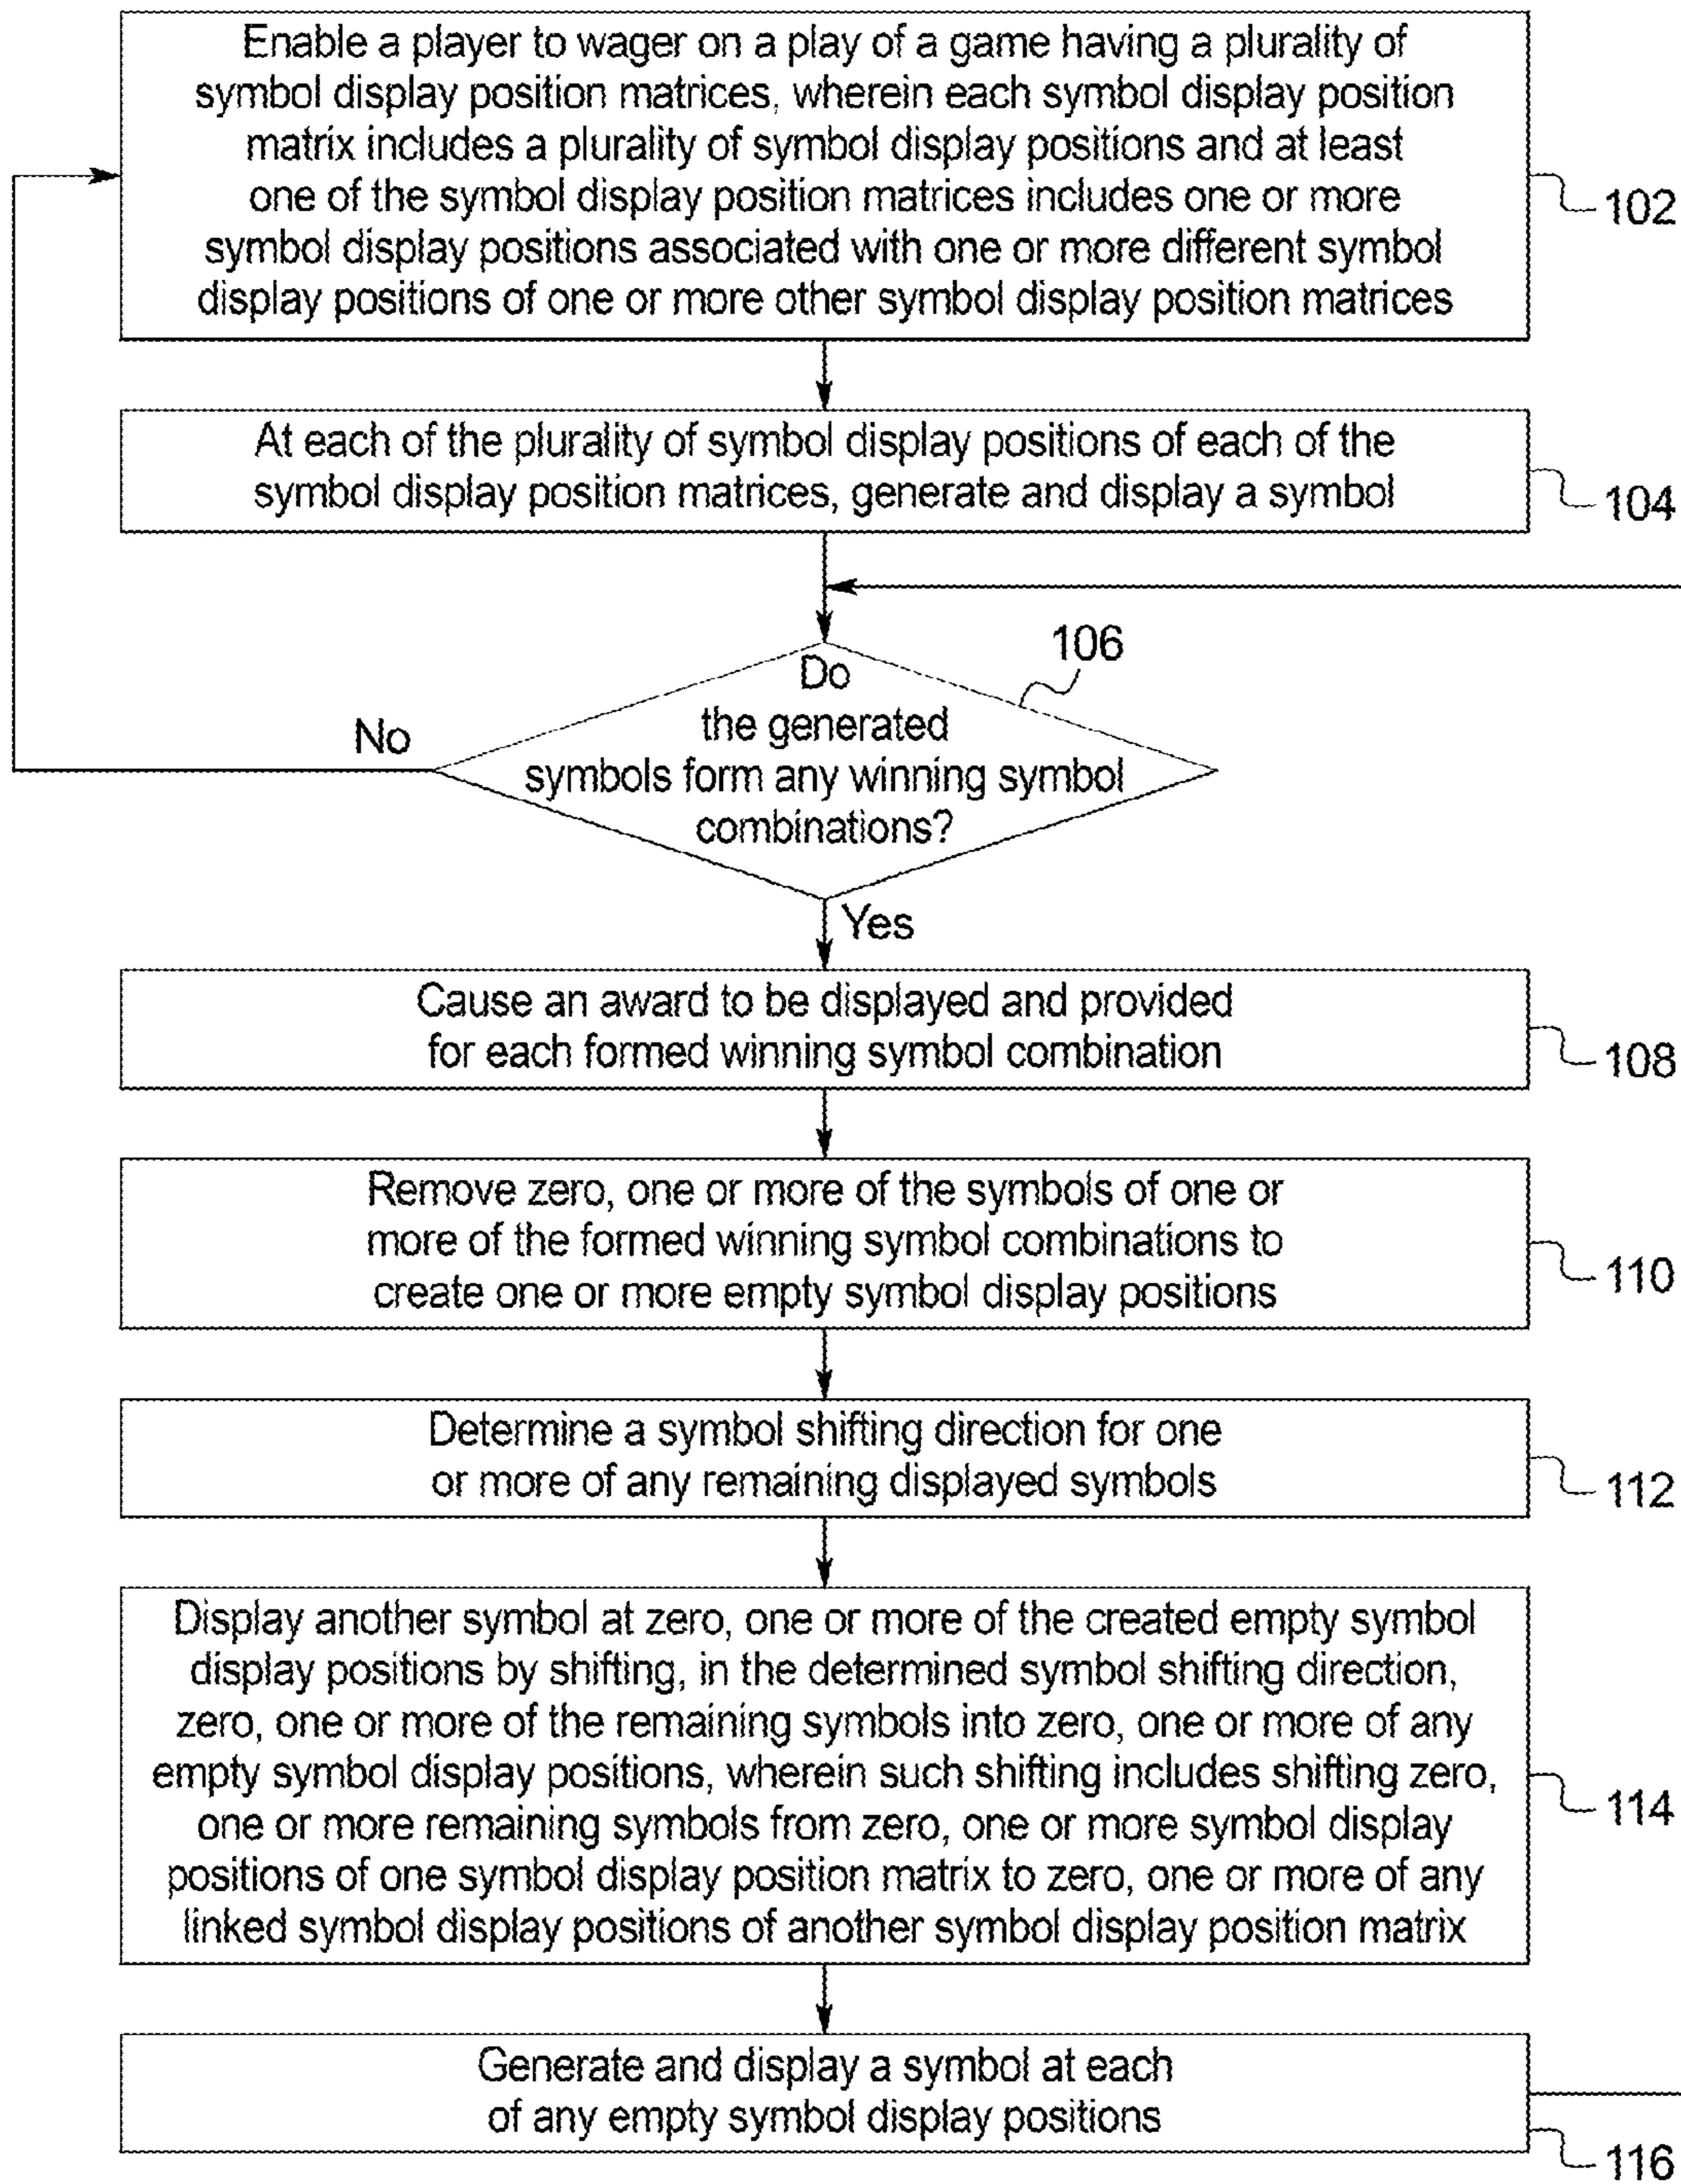 Enable a player to wager on a play of a game having a plurality of
symbol display position matrices, wherein each symbol display position
matrix includes a plurality of symbol display positions and at least
one of the symbol display position matrices includes one or more
symbol display positions associated with one or more different symbol
display positions of one or more other symbol display position matrices
102
At each of the plurality of symbol display positions of each of the
symbol display position matrices, generate and display a symbol
104
106
Do
the generated
symbols form any winning symbol
combinations?
No
Yes
Cause an award to be displayed and provided
for each formed winning symbol combination
108
Remove zero, one or more of the symbols of one or
more of the formed winning symbol combinations to
create one or more empty symbol display positions
110
Determine a symbol shifting direction for one
or more of any remaining displayed symbols
112
Display another symbol at zero, one or more of the created empty symbol
display positions by shifting, in the determined symbol shifting direction,
zero, one or more of the remaining symbols into zero, one or more of any
empty symbol display positions, wherein such shifting includes shifting zero,
one or more remaining symbols from zero, one or more symbol display
positions of one symbol display position matrix to zero, one or more of any
linked symbol display positions of another symbol display position matrix
114
Generate and display a symbol at each
of any empty symbol display positions
116